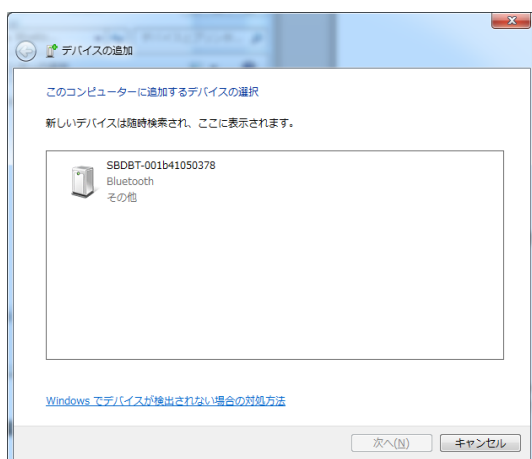 デバイスの追加
このコンピューターに追加するデバイスの選択
新しいデバイスは随時検索され、ここに表示されます。
SBDBT-001b41050378
Bluetooth
その他
Windows でデバイスが検出されない場合の対処方法
次へ(N)
キャンセル